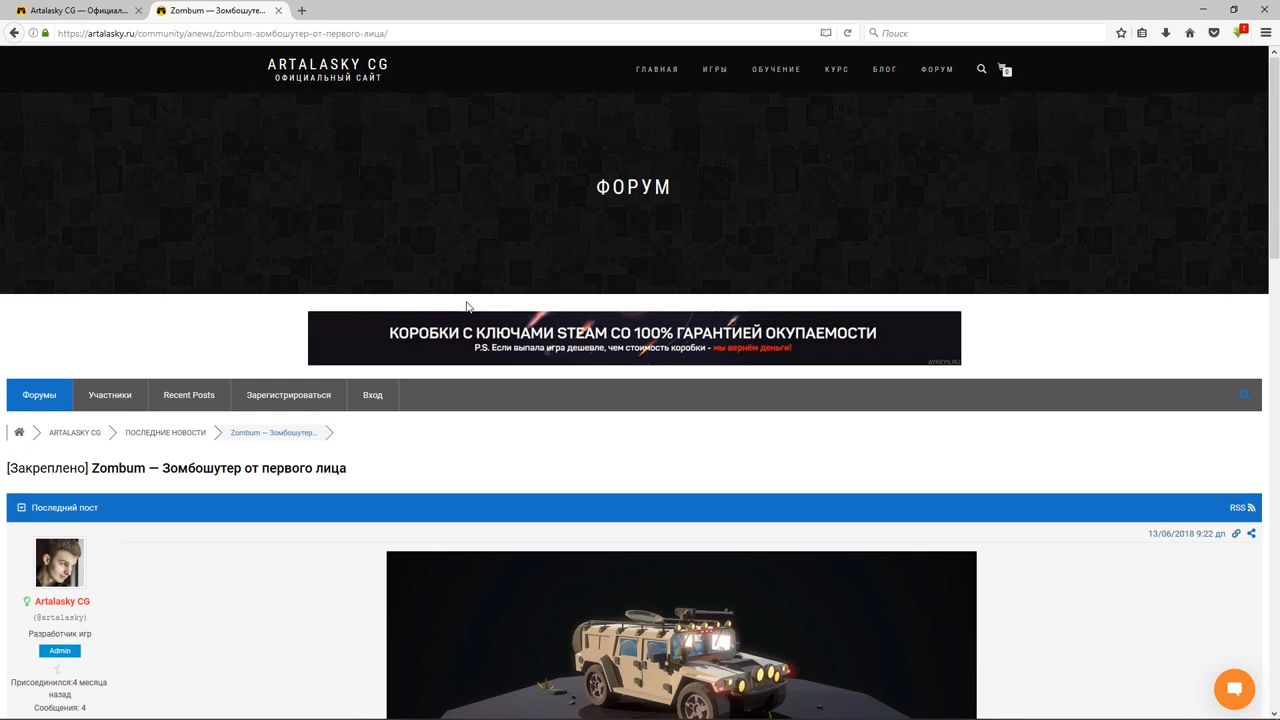 Artalasky CG — Официал...
Zombum — Зомбошуте...
https://artalasky.ru/community/anews/zombum-зомбошутер-от-первого-лица/
Поиск
ARTALASKY CG
ОФИЦИАЛЬНЫЙ САЙТ
ГЛАВНАЯ ИГРЫ ОБУЧЕНИЕ КУРС БЛОГ ФОРУМ
0
ФОРУМ
КОРОБКИ С КЛЮЧАМИ STEAM СО 100% ГАРАНТИЕЙ ОКУПАЕМОСТИ
P.S. Если выпала игра дешевле, чем стоимость коробки - мы вернём деньги!
AYKEYS.RU
Форумы Участники Recent Posts Зарегистрироваться Вход
ARTALASKY CG ПОСЛЕДНИЕ НОВОСТИ Zombum — Зомбошутер...
[Закреплено] Zombum — Зомбошутер от первого лица
Последний пост RSS
13/06/2018 9:22 дп
Artalasky CG
(@artalasky)
Разработчик игр
Admin
Присоединился:4 месяца
назад
Сообщения: 4